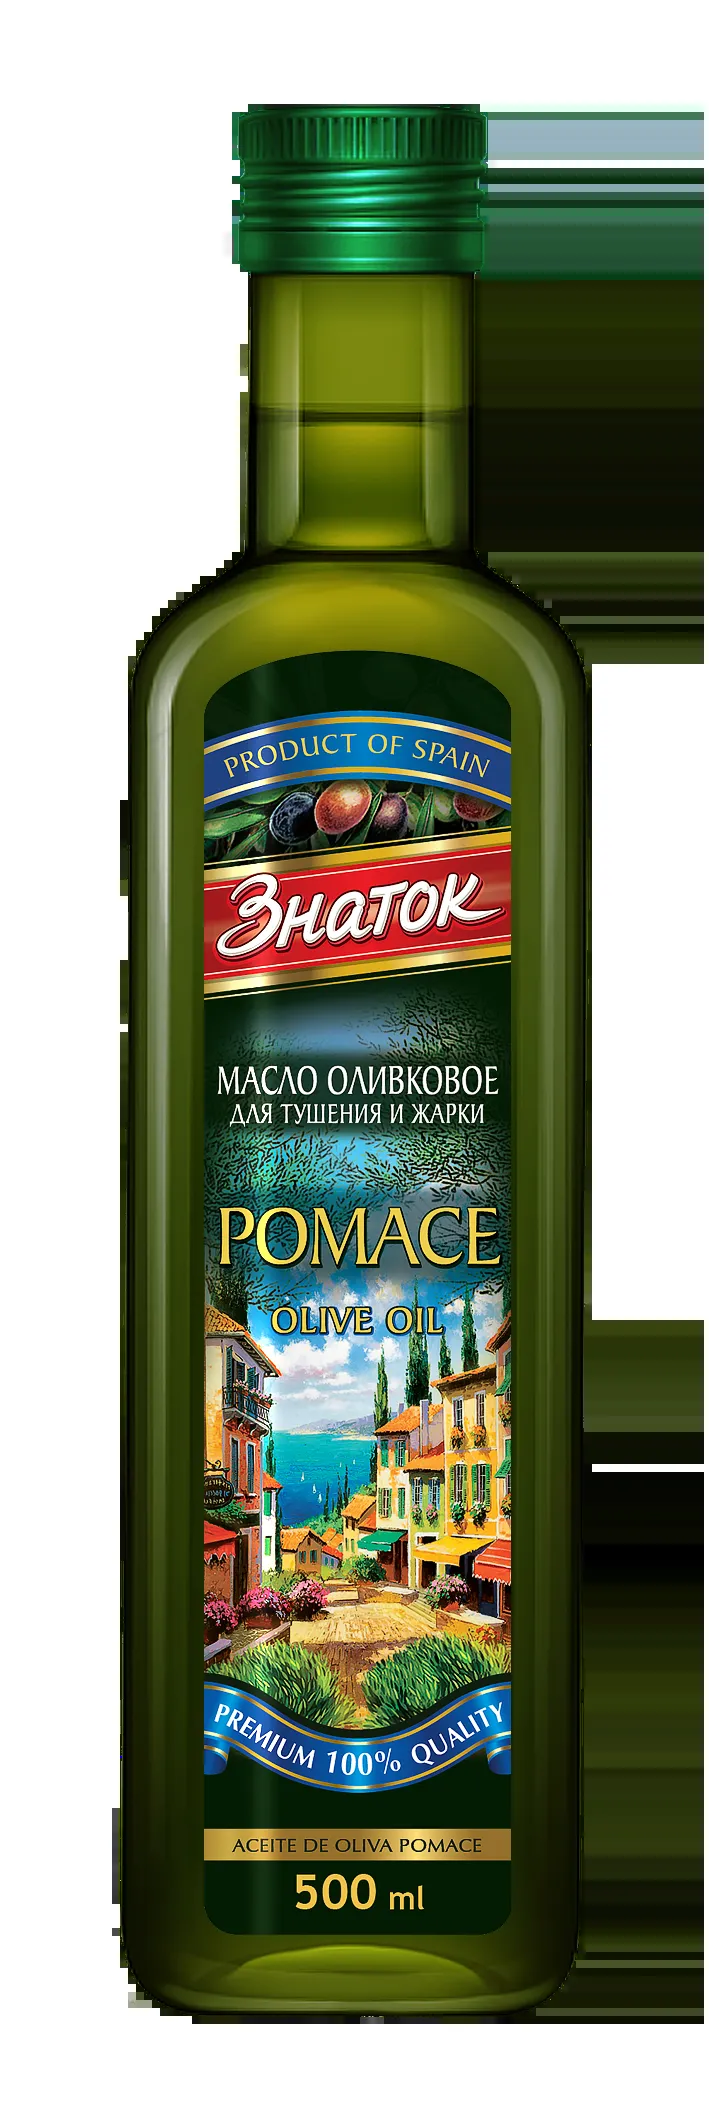 PRODUCT OF SPAIN
Знаток
МАСЛО ОЛИВКОВОЕ
ДЛЯ ТУШЕНИЯ И ЖАРКИ
POMACE
OLIVE OIL
PREMIUM 100% QUALITY
ACEITE DE OLIVA POMACE
500 ml